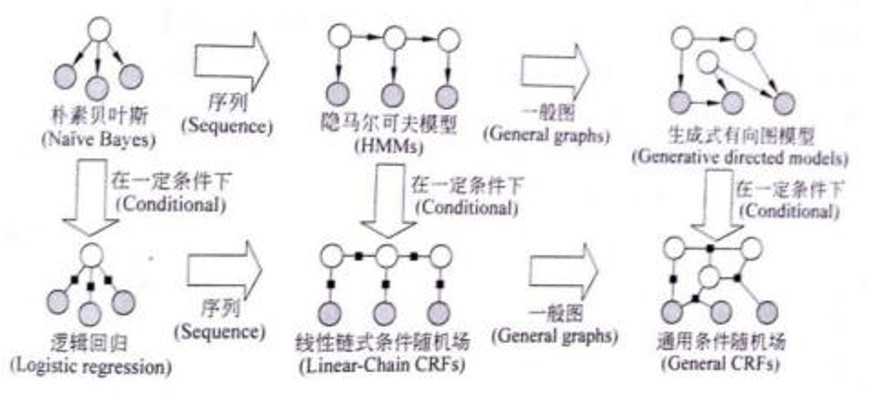 朴素贝叶斯
(Naïve Bayes)
序列
(Sequence)
隐马尔可夫模型
(HMMs)
一般图
(General graphs)
生成式有向图模型
(Generative directed models)
在一定条件下
(Conditional)
在一定条件下
(Conditional)
在一定条件下
(Conditional)
逻辑回归
(Logistic regression)
序列
(Sequence)
线性链式条件随机场
(Linear-Chain CRFs)
一般图
(General graphs)
通用条件随机场
(General CRFs)